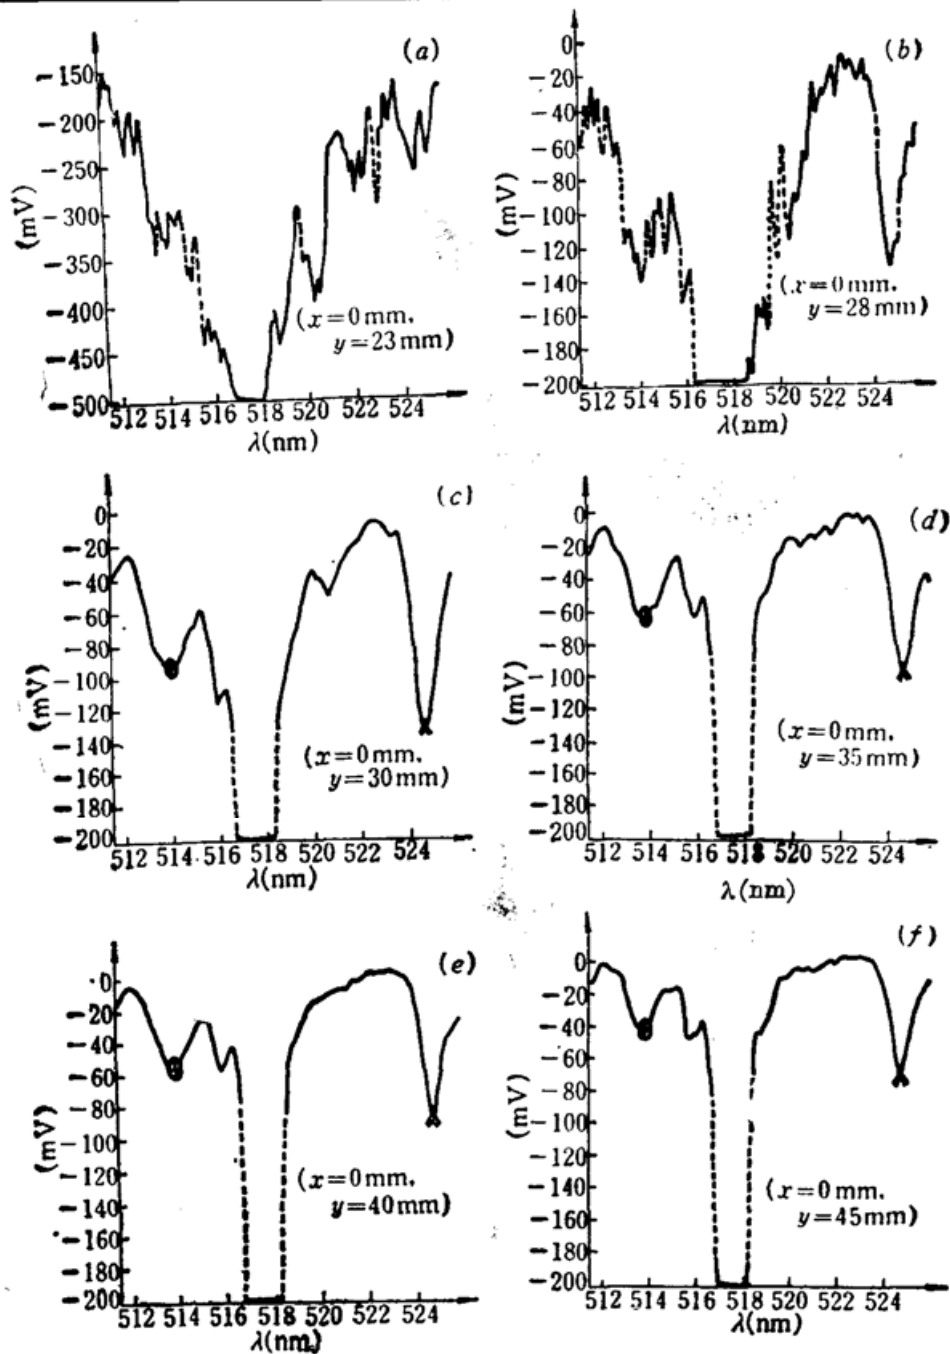 (a)
−150
−200
−250
−300
−350
−400
−450
−500
(mV)
(x=0mm.
y=23mm)
512 514 516 518 520 522 524
λ(nm)
(b)
0
−20
−40
−60
−80
−100
−120
−140
−160
−180
−200
(mV)
(x=0mm.
y=28mm)
512 514 516 518 520 522 524
λ(nm)
(c)
0
−20
−40
−60
−80
−100
−120
−140
−160
−180
−200
(mV)
(x=0mm.
y=30mm)
512 514 516 518 520 522 524
λ(nm)
(d)
0
−20
−40
−60
−80
−100
−120
−140
−160
−180
−200
(mV)
(x=0mm.
y=35mm)
512 514 516 518 520 522 524
λ(nm)
(e)
0
−20
−40
−60
−80
−100
−120
−140
−160
−180
−200
(mV)
(x=0mm.
y=40mm)
512 514 516 518 520 522 524
λ(nm)
(f)
0
−20
−40
−60
−80
−100
−120
−140
−160
−180
−200
(mV)
(x=0mm.
y=45mm)
512 514 516 518 520 522 524
λ(nm)